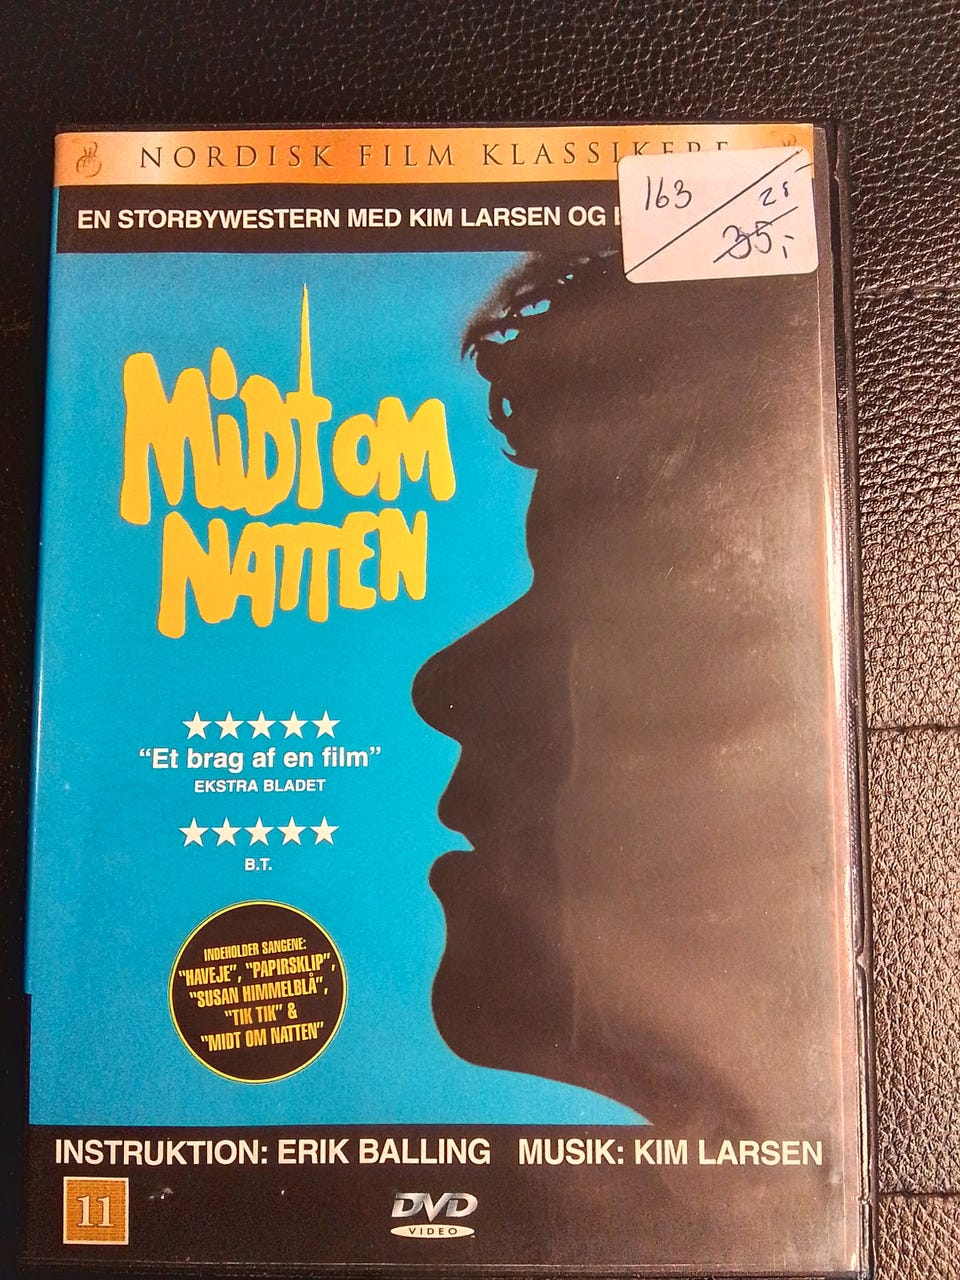 NORDISK FILM KLASSIKERE
163
25
35,-
EN STORBYWESTERN MED KIM LARSEN OG
MIDT OM
NATTEN
★★★★★
“Et brag af en film”
EKSTRA BLADET
★★★★★
B.T.
INDEHOLDER SANGENE:
"HAVEJE", "PAPIRSKLIP",
"SUSAN HIMMELBLÅ",
"TIK TIK" &
"MIDT OM NATTEN"
INSTRUKTION: ERIK BALLING MUSIK: KIM LARSEN
11
DVD
VIDEO